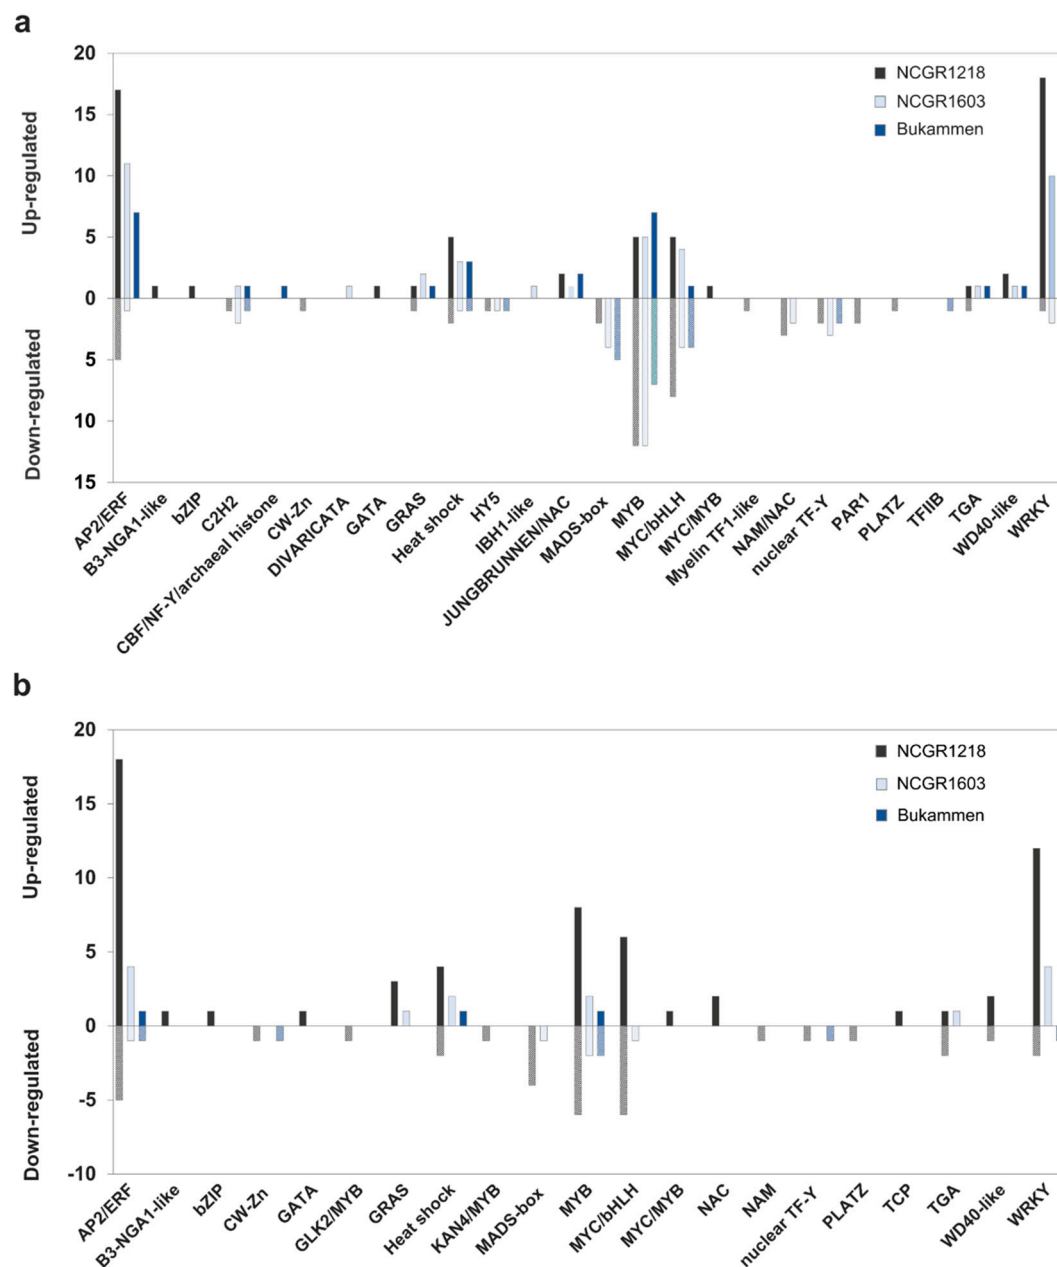 a
20
15
10
5
0
5
10
15
Up-regulated
Down-regulated
NCGR1218
NCGR1603
Bukammen
AP2/ERF
B3-NGA1-like
bZIP
C2H2
CBF/NF-Y/archaeal histone
CW-Zn
DIVARICATA
GATA
GRAS
Heat shock
HY5
IBH1-like
JUNGBRUNNEN/NAC
MADS-box
MYB
MYC/bHLH
MYC/MYB
Myelin TF1-like
NAM/NAC
nuclear TF-Y
PAR1
PLATZ
TFIIB
TGA
WD40-like
WRKY
b
20
15
10
5
0
-5
-10
Up-regulated
Down-regulated
NCGR1218
NCGR1603
Bukammen
AP2/ERF
B3-NGA1-like
bZIP
CW-Zn
GATA
GLK2/MYB
GRAS
Heat shock
KAN4/MYB
MADS-box
MYB
MYC/bHLH
MYC/MYB
NAC
NAM
nuclear TF-Y
PLATZ
TCP
TGA
WD40-like
WRKY